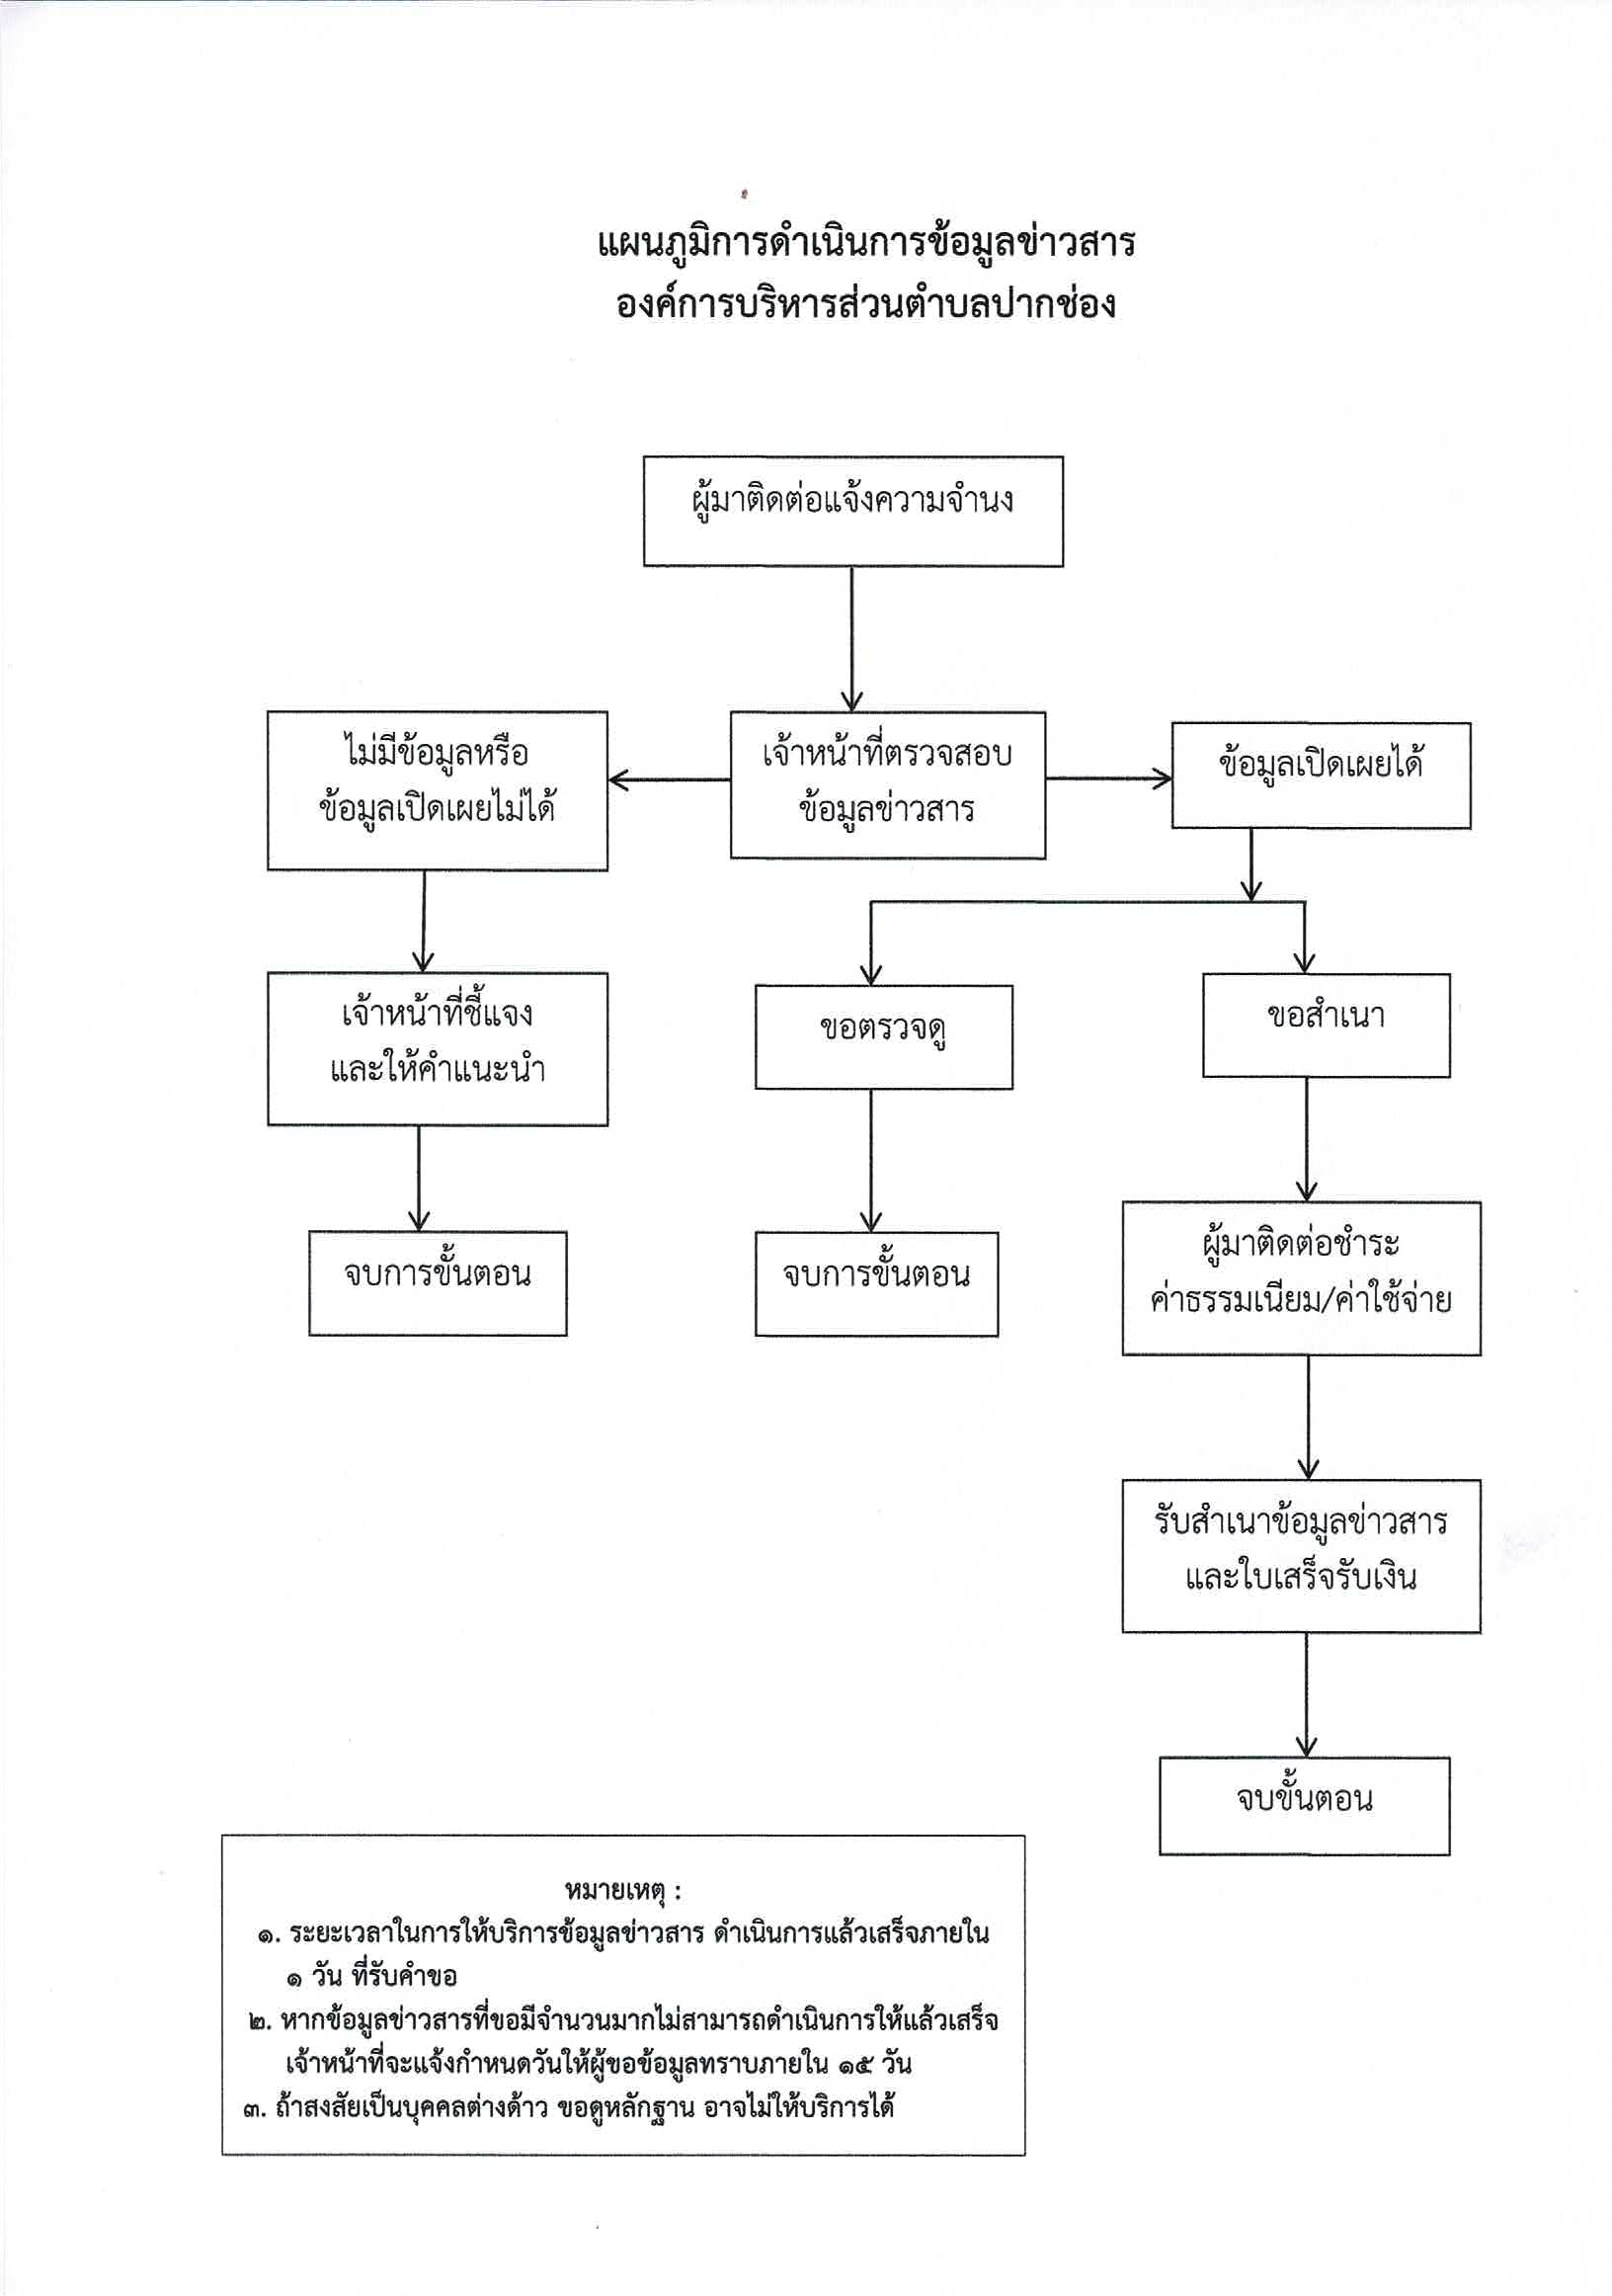 แผนภูมิการดำเนินการข้อมูลข่าวสาร
องค์การบริหารส่วนตำบลปากช่อง
ผู้มาติดต่อแจ้งความจำนง
ไม่มีข้อมูลหรือ
ข้อมูลเปิดเผยไม่ได้
เจ้าหน้าที่ตรวจสอบ
ข้อมูลข่าวสาร
ข้อมูลเปิดเผยได้
เจ้าหน้าที่ชี้แจง
และให้คำแนะนำ
ขอตรวจดู
ขอสำเนา
จบการขั้นตอน
จบการขั้นตอน
ผู้มาติดต่อชำระ
ค่าธรรมเนียม/ค่าใช้จ่าย
รับสำเนาข้อมูลข่าวสาร
และใบเสร็จรับเงิน
จบขั้นตอน
หมายเหตุ :
๑. ระยะเวลาในการให้บริการข้อมูลข่าวสาร ดำเนินการแล้วเสร็จภายใน
๑ วัน ที่รับคำขอ
๒. หากข้อมูลข่าวสารที่ขอมีจำนวนมากไม่สามารถดำเนินการให้แล้วเสร็จ
เจ้าหน้าที่จะแจ้งกำหนดวันให้ผู้ขอข้อมูลทราบภายใน ๑๕ วัน
๓. ถ้าสงสัยเป็นบุคคลต่างด้าว ขอดูหลักฐาน อาจไม่ให้บริการได้